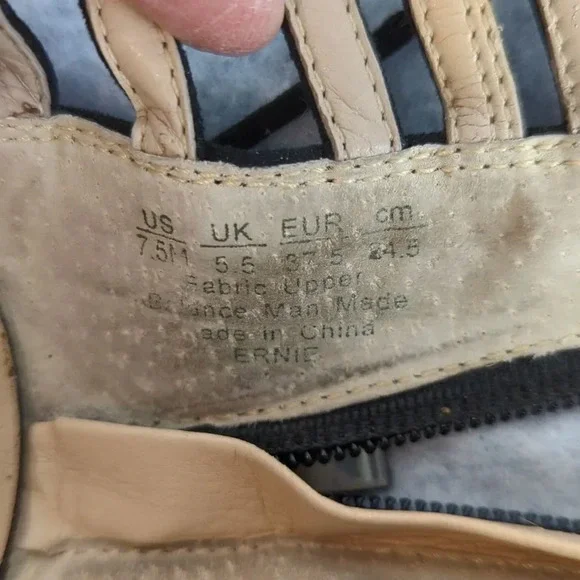 US UK EUR cm
7.5M 5.5 37.5 24.5
Fabric Upper
Balance Man Made
Made in China
ERNIE